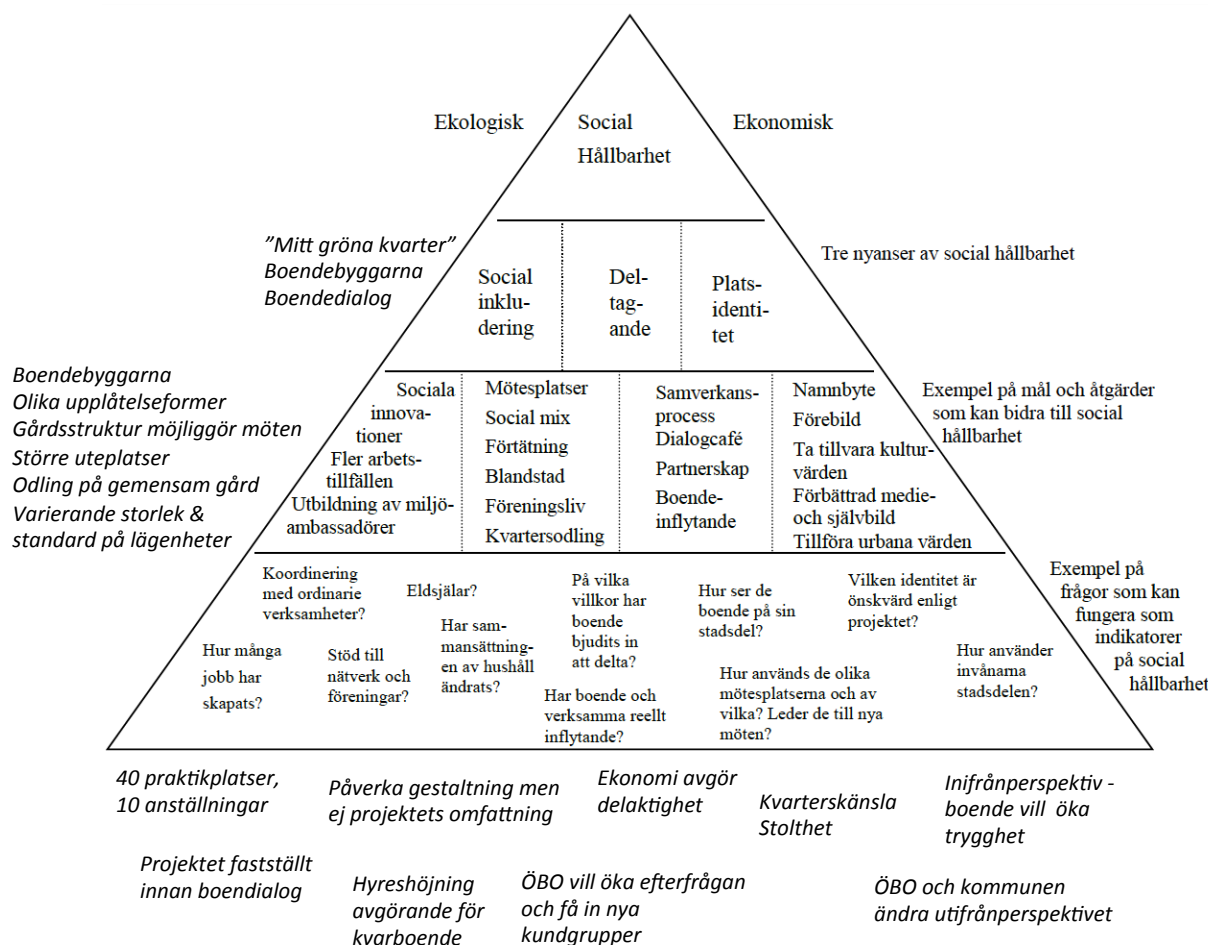 Ekologisk
Social
Hållbarhet
Ekonomisk
”Mitt gröna kvarter”
Boendebyggarna
Boendedialog
Social
inklu-
dering
Del-
tag-
ande
Plats-
identi-
tet
Tre nyanser av social hållbarhet
Boendebyggarna
Olika upplåtelseformer
Gårdsstruktur möjliggör möten
Större uteplatser
Odling på gemensam gård
Varierande storlek &
standard på lägenheter
Sociala
innova-
tioner
Fler arbets-
tillfällen
Utbildning av miljö-
ambassadörer
Mötesplatser
Social mix
Förtätning
Blandstad
Föreningsliv
Kvartersodling
Samverkans-
process
Dialogcafé
Partnerskap
Boende-
inflytande
Namnbyte
Förebild
Ta tillvara kultur-
värden
Förbättrad medie-
och självbild
Tillföra urbana värden
Exempel på mål och åtgärder
som kan bidra till social
hållbarhet
Koordinering
med ordinarie
verksamheter?
Eldsjälar?
På vilka
villkor har
boende
bjudits in
att delta?
Hur ser de
boende på sin
stadsdel?
Vilken identitet är
önskvärd enligt
projektet?
Hur många
jobb har
skapats?
Stöd till
nätverk och
föreningar?
Har sam-
mansättning-
en av hushåll
ändrats?
Har boende och
verksamma reellt
inflytande?
Hur används de olika
mötesplatserna och av
vilka? Leder de till nya
möten?
Hur använder
invånarna
stadsdelen?
Exempel på
frågor som kan
fungera som
indikatorer
på social
hållbarhet
40 praktikplatser,
10 anställningar
Påverka gestaltning men
ej projektets omfattning
Ekonomi avgör
delaktighet
Kvarterskänsla
Stolthet
Inifrånperspektiv -
boende vill  öka
trygghet
Projektet fastställt
innan boendialog
Hyreshöjning
avgörande för
kvarboende
ÖBO vill öka efterfrågan
och få in nya
kundgrupper
ÖBO och kommunen
ändra utifrånperspektivet